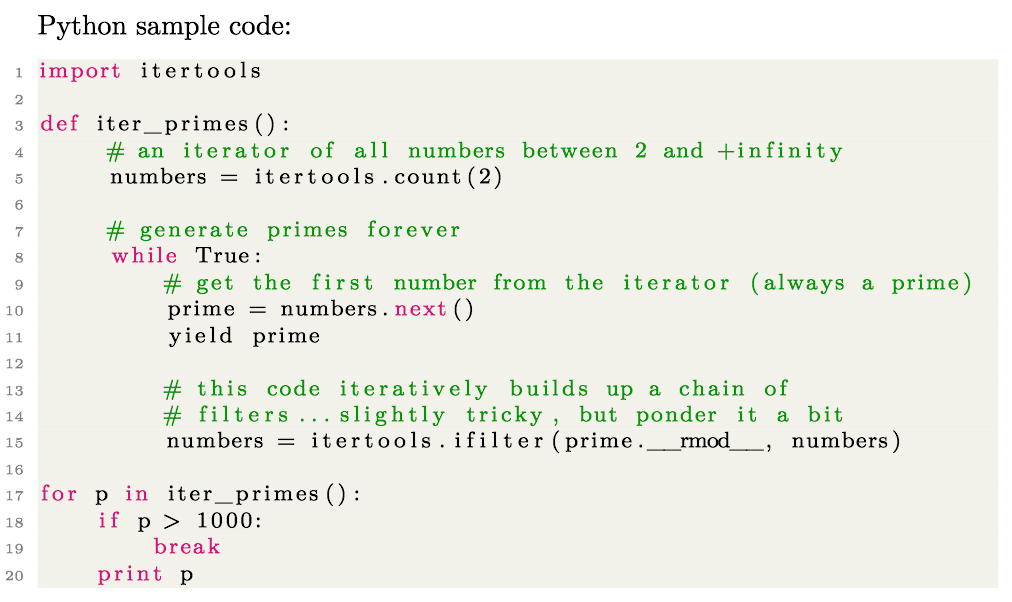 Python sample code:
1 import itertools
2
3 def iter_primes():
4 # an iterator of all numbers between 2 and +infinity
5 numbers = itertools.count(2)
6
7 # generate primes forever
8 while True:
9 # get the first number from the iterator (always a prime)
10 prime = numbers.next()
11 yield prime
12
13 # this code iteratively builds up a chain of
14 # filters...slightly tricky, but ponder it a bit
15 numbers = itertools.ifilter(prime.__rmod__, numbers)
16
17 for p in iter_primes():
18 if p > 1000:
19 break
20 print p